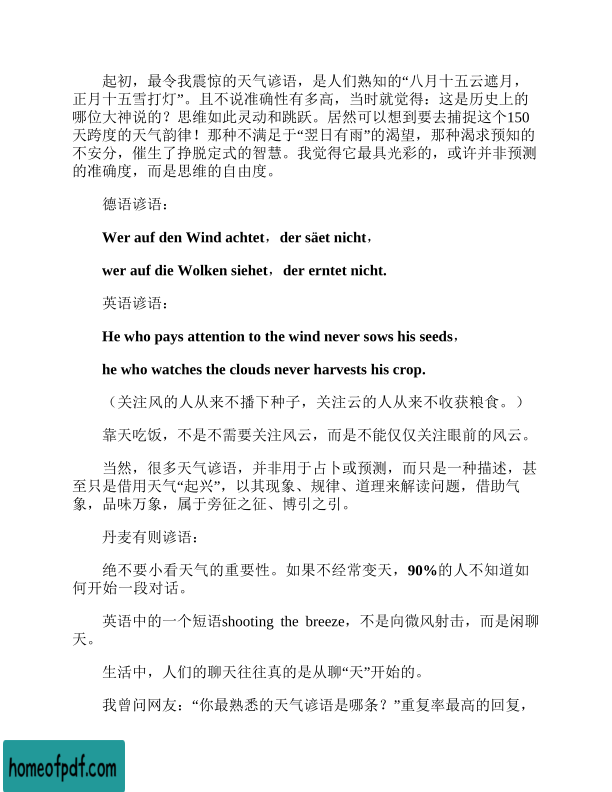 起初，最令我震惊的天气谚语，是人们熟知的“八月十五云遮月，
正月十五雪打灯”。且不说准确性有多高，当时就觉得：这是历史上的
哪位大神说的？思维如此灵动和跳跃。居然可以想到要去捕捉这个150
天跨度的天气韵律！那种不满足于“翌日有雨”的渴望，那种渴求预知的
不安分，催生了挣脱定式的智慧。我觉得它最具光彩的，或许并非预测
的准确度，而是思维的自由度。
德语谚语：
Wer auf den Wind achtet，der säet nicht，
wer auf die Wolken siehet，der erntet nicht.
英语谚语：
He who pays attention to the wind never sows his seeds，
he who watches the clouds never harvests his crop.
（关注风的人从来不播下种子，关注云的人从来不收获粮食。）
靠天吃饭，不是不需要关注风云，而是不能仅仅关注眼前的风云。
当然，很多天气谚语，并非用于占卜或预测，而只是一种描述，甚
至只是借用天气“起兴”，以其现象、规律、道理来解读问题，借助气
象，品味万象，属于旁征之征、博引之引。
丹麦有则谚语：
绝不要小看天气的重要性。如果不经常变天，90%的人不知道如
何开始一段对话。
英语中的一个短语shooting the breeze，不是向微风射击，而是闲聊
天。
生活中，人们的聊天往往真的是从聊“天”开始的。
我曾问网友：“你最熟悉的天气谚语是哪条？”重复率最高的回复，
homeofpdf.com